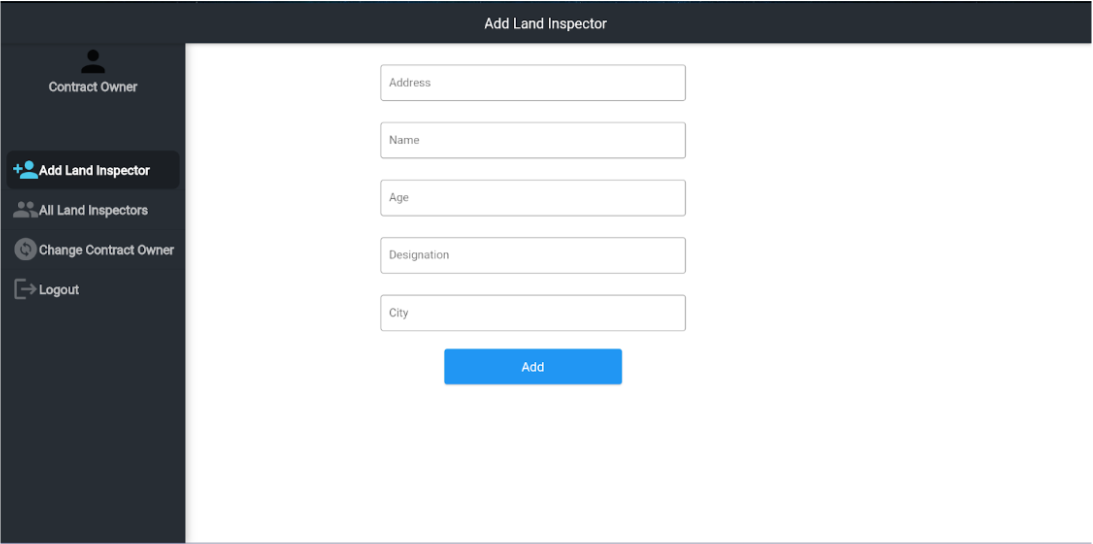 Add Land Inspector
Contract Owner
Add Land Inspector
All Land Inspectors
Change Contract Owner
Logout
Address
Name
Age
Designation
City
Add